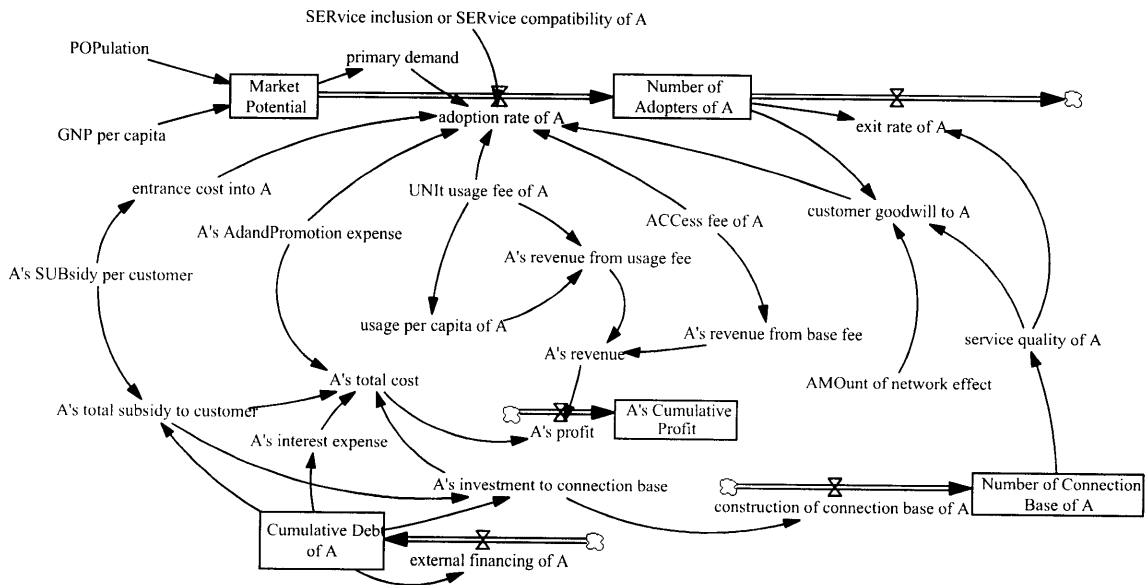 SERvice inclusion or SERvice compatibility of A
POPulation
primary demand
Market
Potential
Number of
Adopters of A
adoption rate of A
exit rate of A
GNP per capita
entrance cost into A
UNIt usage fee of A
customer goodwill to A
ACCess fee of A
A's AdandPromotion expense
A's revenue from usage fee
A's SUBsidy per customer
usage per capita of A
A's revenue from base fee
service quality of A
A's revenue
A's total cost
AMOunt of network effect
A's total subsidy to customer
A's Cumulative
Profit
A's profit
A's interest expense
A's investment to connection base
Number of Connection
Base of A
construction of connection base of A
Cumulative Debt
of A
external financing of A